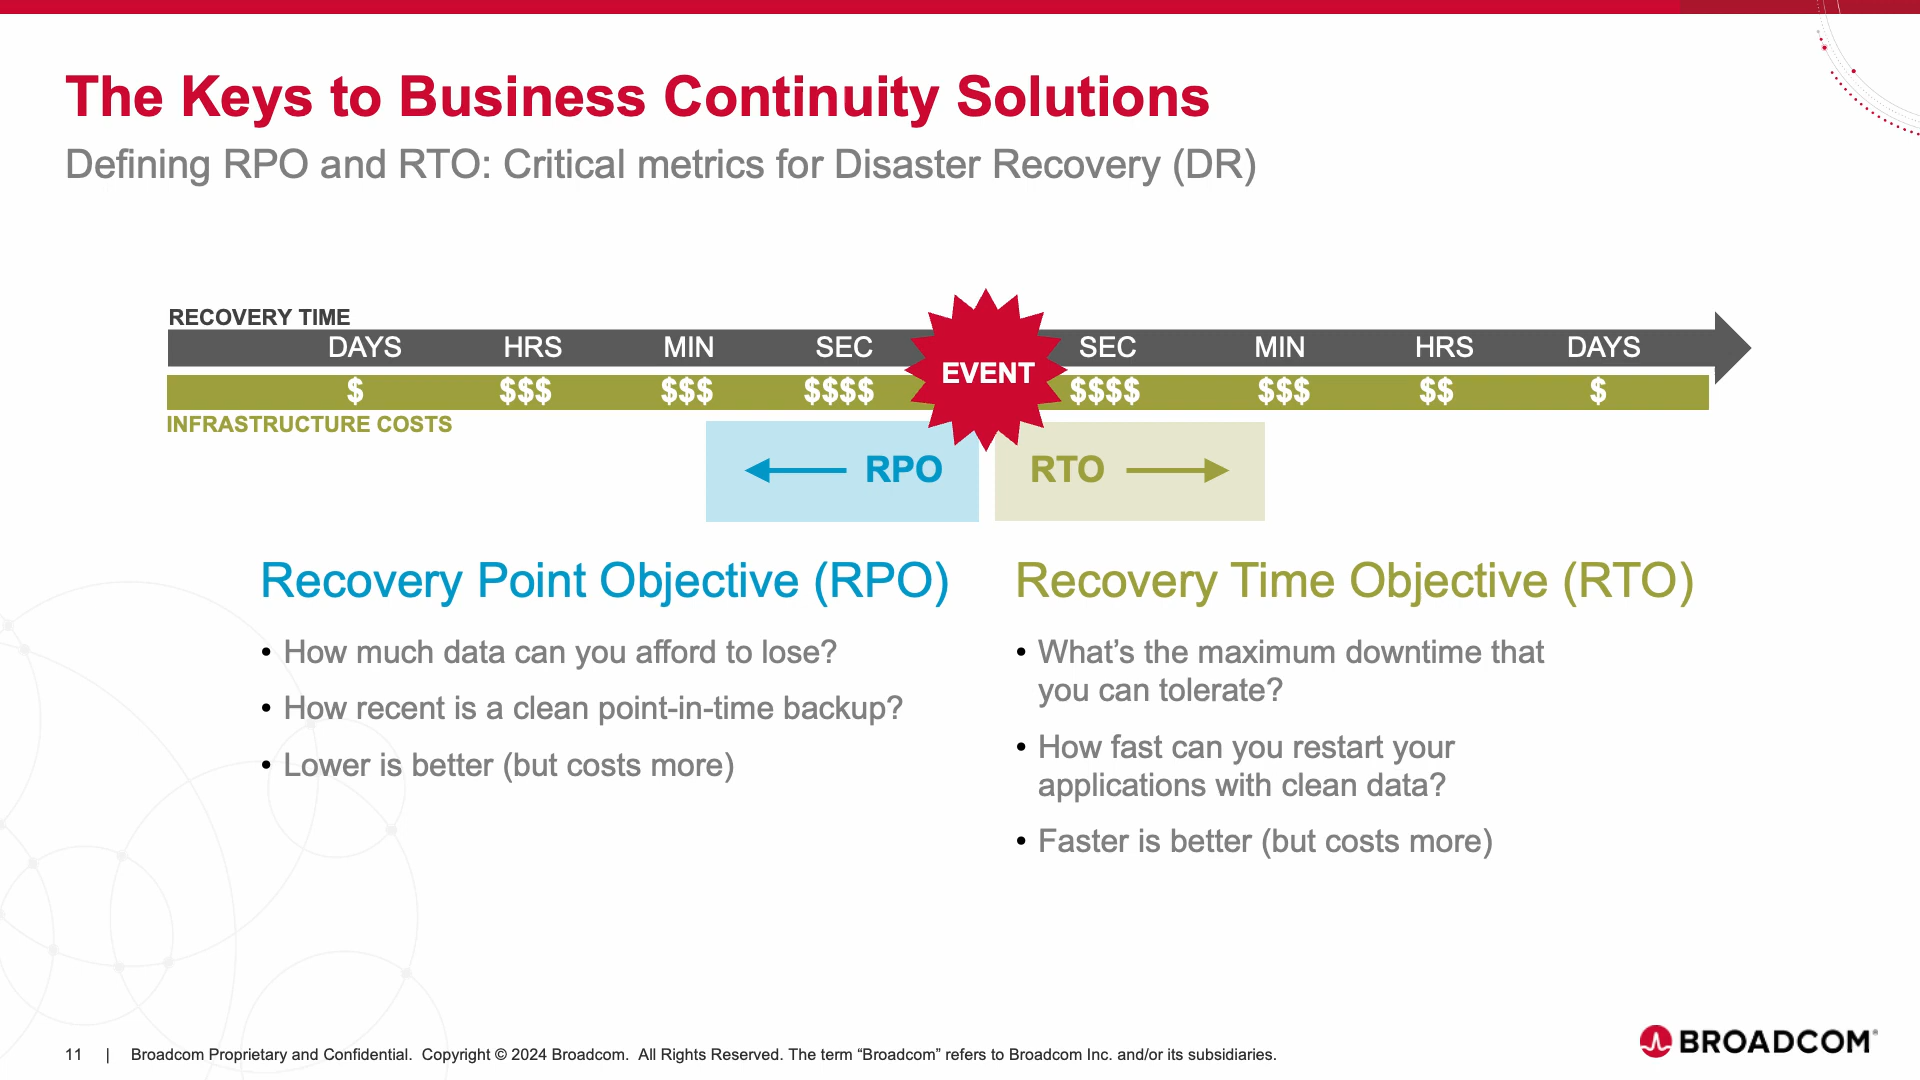 The Keys to Business Continuity Solutions
Defining RPO and RTO: Critical metrics for Disaster Recovery (DR)
RECOVERY TIME
DAYS HRS MIN SEC EVENT SEC MIN HRS DAYS
$ $$$ $$$ $$$$ $$$$ $$$ $$ $
INFRASTRUCTURE COSTS
RPO RTO
Recovery Point Objective (RPO)
• How much data can you afford to lose?
• How recent is a clean point-in-time backup?
• Lower is better (but costs more)
Recovery Time Objective (RTO)
• What’s the maximum downtime that
you can tolerate?
• How fast can you restart your
applications with clean data?
• Faster is better (but costs more)
11 | Broadcom Proprietary and Confidential. Copyright © 2024 Broadcom. All Rights Reserved. The term “Broadcom” refers to Broadcom Inc. and/or its subsidiaries.
BROADCOM®